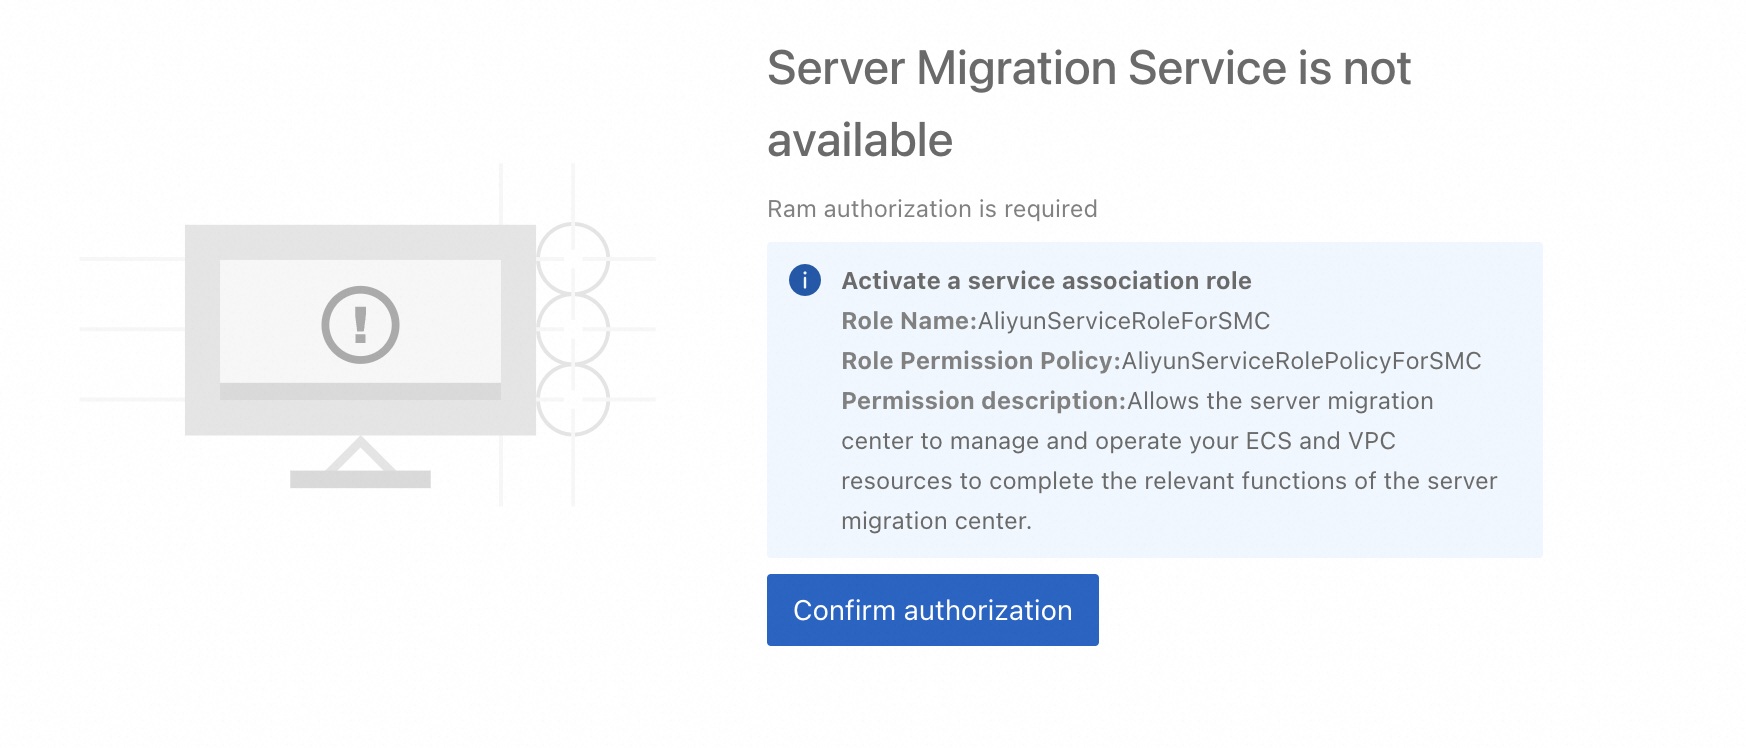 Server Migration Service is not
available
Ram authorization is required
Activate a service association role
Role Name:AliyunServiceRoleForSMC
Role Permission Policy:AliyunServiceRolePolicyForSMC
Permission description:Allows the server migration
center to manage and operate your ECS and VPC
resources to complete the relevant functions of the server
migration center.
Confirm authorization